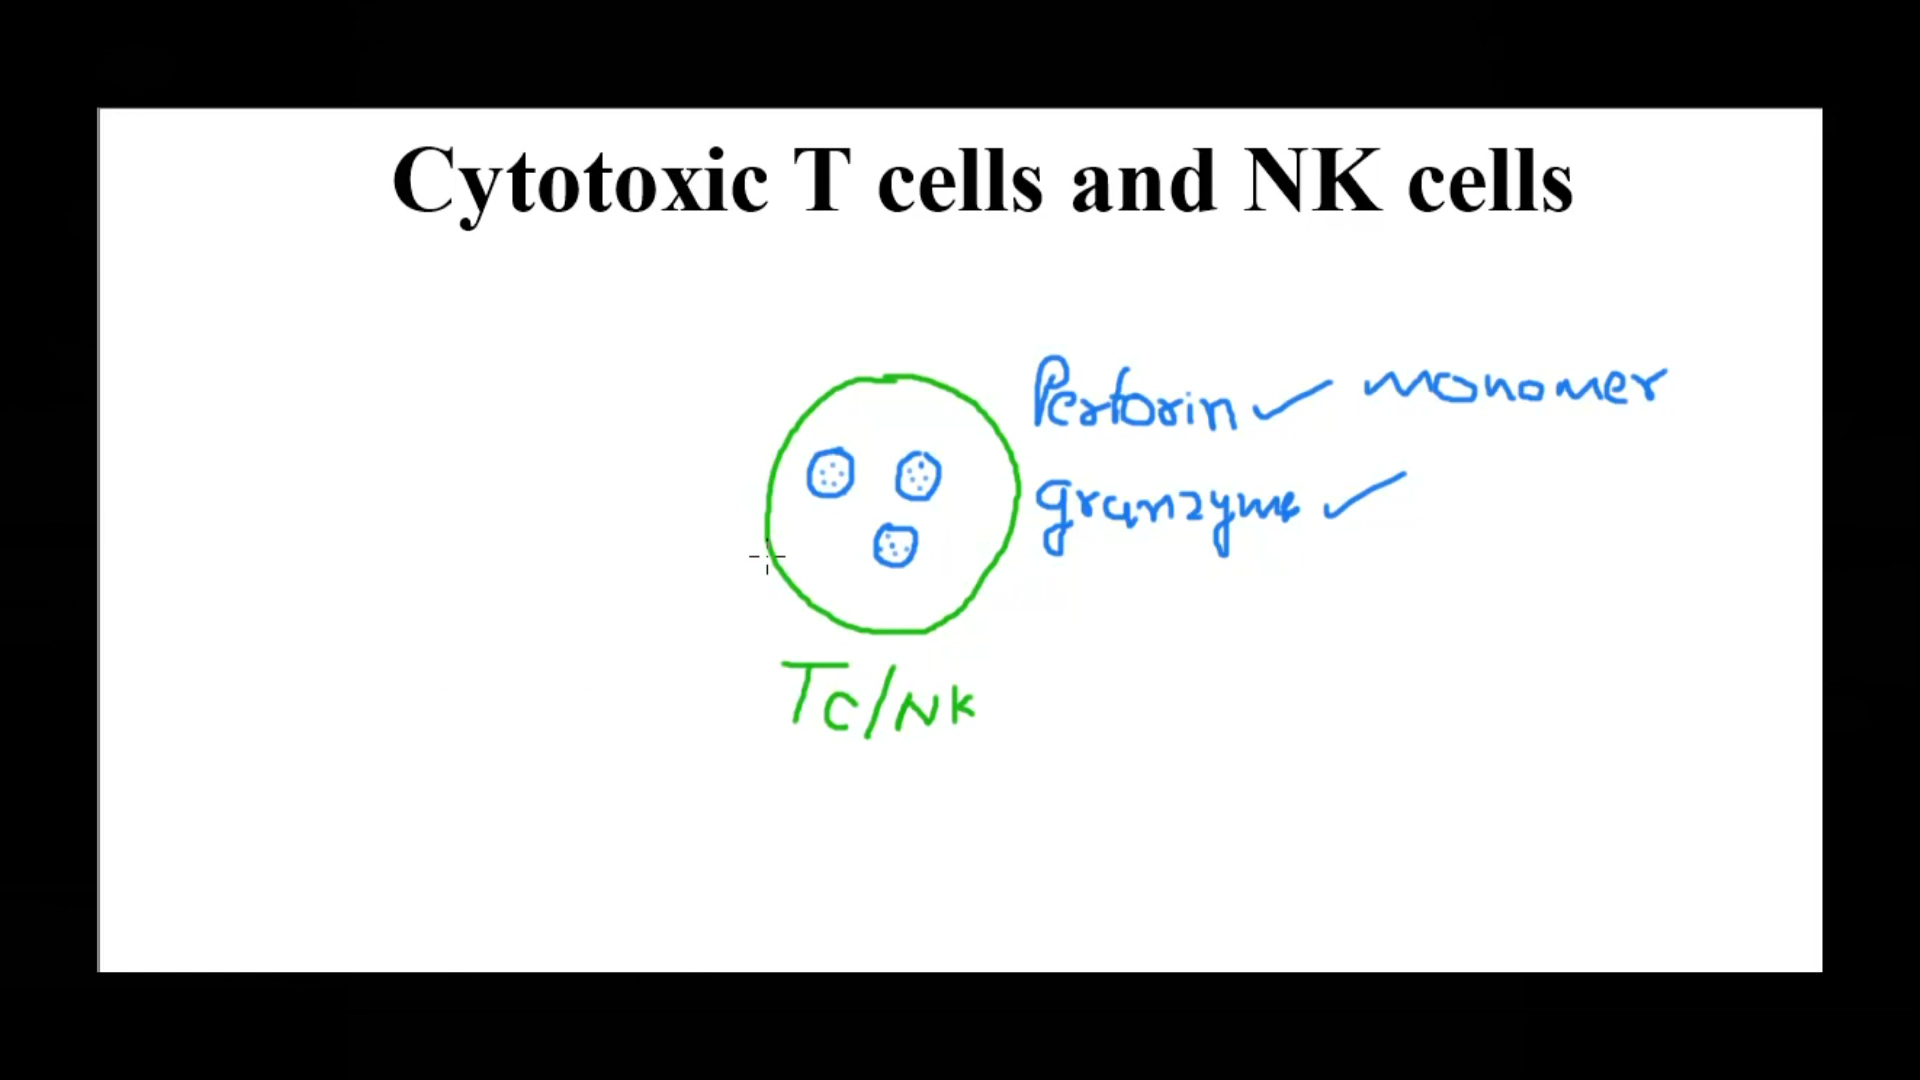 Cytotoxic T cells and NK cells
Perforin ✓ monomer
granzyme ✓
Tc/NK